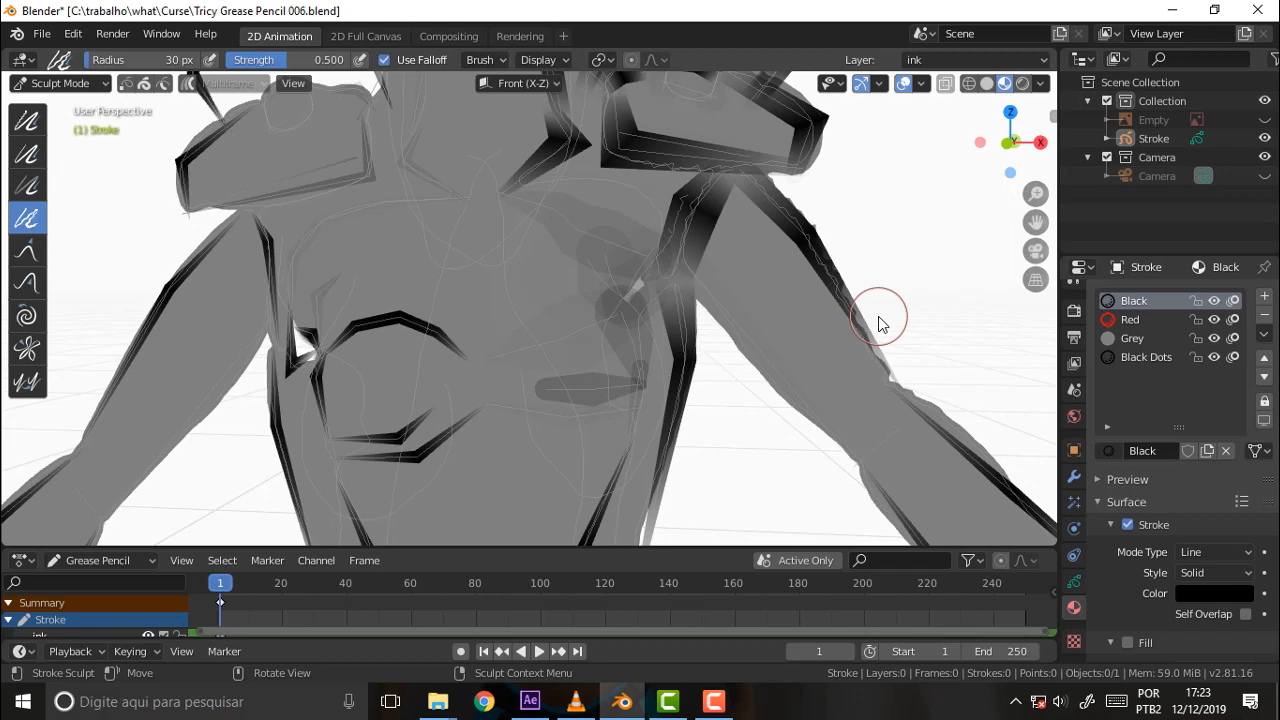 Blender* [C:\trabalho\what\Curse\Tricy Grease Pencil 006.blend]
File Edit Render Window Help 2D Animation 2D Full Canvas Compositing Rendering + Scene View Layer
Radius 30 px Strength 0.500 Use Falloff Brush Display Layer: ink
Sculpt Mode Multiframe View Front (X-Z)
Scene Collection
Collection
Empty
Stroke
Camera
Camera
User Perspective
(1) Stroke
Z
Y
X
Stroke Black
Black
Red
Grey
Black Dots
Black
Preview
Surface
Stroke
Mode Type Line
Style Solid
Color
Self Overlap
Fill
Grease Pencil View Select Marker Channel Frame Active Only
1 20 40 60 80 100 120 140 160 180 200 220 240
Summary
Stroke
ink
Playback Keying View Marker 1 Start 1 End 250
Stroke Sculpt Move Rotate View Sculpt Context Menu Stroke | Layers:0 | Frames:0 | Strokes:0 | Points:0 | Objects:0/1 | Mem: 59.0 MiB | v2.81.16
Digite aqui para pesquisar Ae POR 17:23
PTB2 12/12/2019